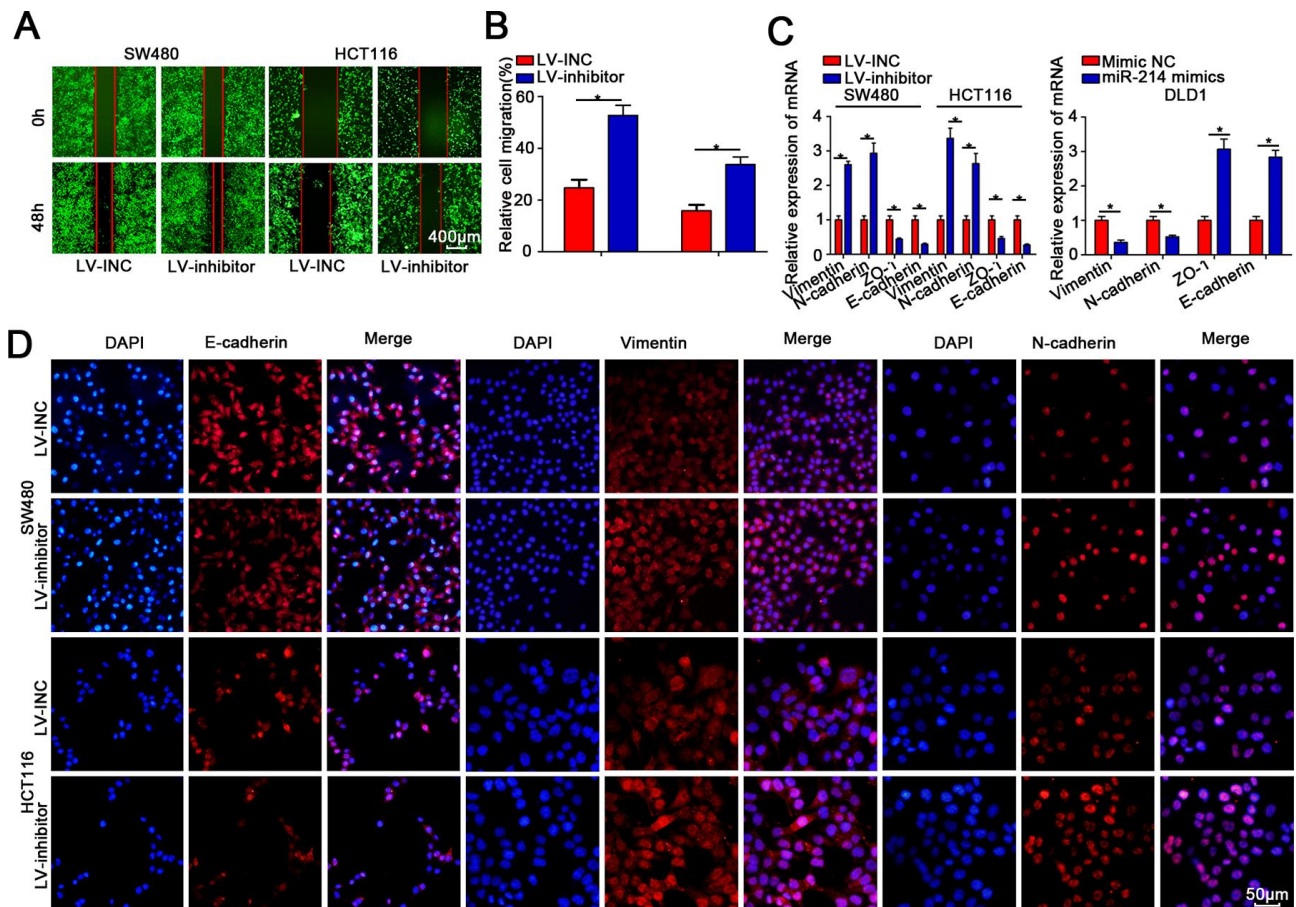 A
SW480
HCT116
0h
48h
400μm
LV-INC
LV-inhibitor
LV-INC
LV-inhibitor
B
LV-INC
LV-inhibitor
Relative cell migration(%)
60
40
20
0
*
*
C
LV-INC
LV-inhibitor
SW480
HCT116
Relative expression of mRNA
4
3
2
1
0
*
*
*
*
*
*
*
*
Vimentin
N-cadherin
ZO-1
E-cadherin
Vimentin
N-cadherin
ZO-1
E-cadherin
Mimic NC
miR-214 mimics
DLD1
Relative expression of mRNA
4
3
2
1
0
*
*
*
*
Vimentin
N-cadherin
ZO-1
E-cadherin
D
DAPI
E-cadherin
Merge
DAPI
Vimentin
Merge
DAPI
N-cadherin
Merge
SW480
LV-INC
LV-inhibitor
HCT116
LV-INC
LV-inhibitor
50μm